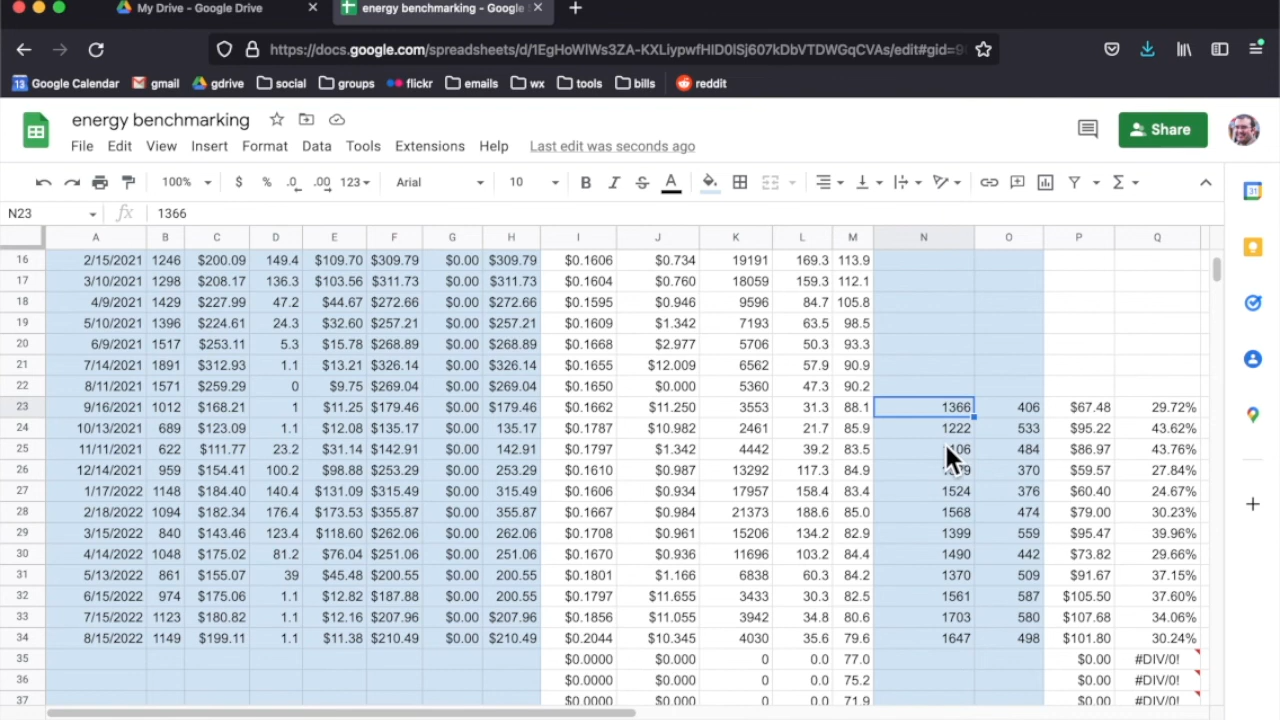 My Drive - Google Drive
energy benchmarking - Google
https://docs.google.com/spreadsheets/d/1EgHoWlWs3ZA-KXLiypwfHlD0lSj607kDbVTDWGqCVAs/edit#gid=9
13 Google Calendar gmail gdrive social groups flickr emails wx tools bills reddit
energy benchmarking
Share
File Edit View Insert Format Data Tools Extensions Help Last edit was seconds ago
100% $ % .0 .00 123 Arial 10 B I S A
31
N23 fx 1366
A B C D E F G H I J K L M N O P Q
16 2/15/2021 1246 $200.09 149.4 $109.70 $309.79 $0.00 $309.79 $0.1606 $0.734 19191 169.3 113.9
17 3/10/2021 1298 $208.17 136.3 $103.56 $311.73 $0.00 $311.73 $0.1604 $0.760 18059 159.3 112.1
18 4/9/2021 1429 $227.99 47.2 $44.67 $272.66 $0.00 $272.66 $0.1595 $0.946 9596 84.7 105.8
19 5/10/2021 1396 $224.61 24.3 $32.60 $257.21 $0.00 $257.21 $0.1609 $1.342 7193 63.5 98.5
20 6/9/2021 1517 $253.11 5.3 $15.78 $268.89 $0.00 $268.89 $0.1668 $2.977 5706 50.3 93.3
21 7/14/2021 1891 $312.93 1.1 $13.21 $326.14 $0.00 $326.14 $0.1655 $12.009 6562 57.9 90.9
22 8/11/2021 1571 $259.29 0 $9.75 $269.04 $0.00 $269.04 $0.1650 $0.000 5360 47.3 90.2
23 9/16/2021 1012 $168.21 1 $11.25 $179.46 $0.00 $179.46 $0.1662 $11.250 3553 31.3 88.1 1366 406 $67.48 29.72%
24 10/13/2021 689 $123.09 1.1 $12.08 $135.17 $0.00 135.17 $0.1787 $10.982 2461 21.7 85.9 1222 533 $95.22 43.62%
25 11/11/2021 622 $111.77 23.2 $31.14 $142.91 $0.00 142.91 $0.1797 $1.342 4442 39.2 83.5 484 $86.97 43.76%
26 12/14/2021 959 $154.41 100.2 $98.88 $253.29 $0.00 $253.29 $0.1610 $0.987 13292 117.3 84.9 370 $59.57 27.84%
27 1/17/2022 1148 $184.40 140.4 $131.09 $315.49 $0.00 315.49 $0.1606 $0.934 17957 158.4 83.4 1524 376 $60.40 24.67%
28 2/18/2022 1094 $182.34 176.4 $173.53 $355.87 $0.00 355.87 $0.1667 $0.984 21373 188.6 85.0 1568 474 $79.00 30.23%
29 3/15/2022 840 $143.46 123.4 $118.60 $262.06 $0.00 262.06 $0.1708 $0.961 15206 134.2 82.9 1399 559 $95.47 39.96%
30 4/14/2022 1048 $175.02 81.2 $76.04 $251.06 $0.00 251.06 $0.1670 $0.936 11696 103.2 84.4 1490 442 $73.82 29.66%
31 5/13/2022 861 $155.07 39 $45.48 $200.55 $0.00 200.55 $0.1801 $1.166 6838 60.3 84.2 1370 509 $91.67 37.15%
32 6/15/2022 974 $175.06 1.1 $12.82 $187.88 $0.00 200.55 $0.1797 $11.655 3433 30.3 82.5 1561 587 $105.50 37.60%
33 7/15/2022 1123 $180.82 1.1 $12.16 $207.96 $0.00 $207.96 $0.1856 $11.055 3942 34.8 80.6 1703 580 $107.68 34.06%
34 8/15/2022 1149 $199.11 1.1 $11.38 $210.49 $0.00 $210.49 $0.2044 $10.345 4030 35.6 79.6 1647 498 $101.80 30.24%
35 $0.0000 $0.000 0 0.0 77.0 $0.00 #DIV/0!
36 $0.0000 $0.000 0 0.0 75.2 $0.00 #DIV/0!
37 $0.0000 $0.000 0 0.0 71.9 $0.00 #DIV/0!